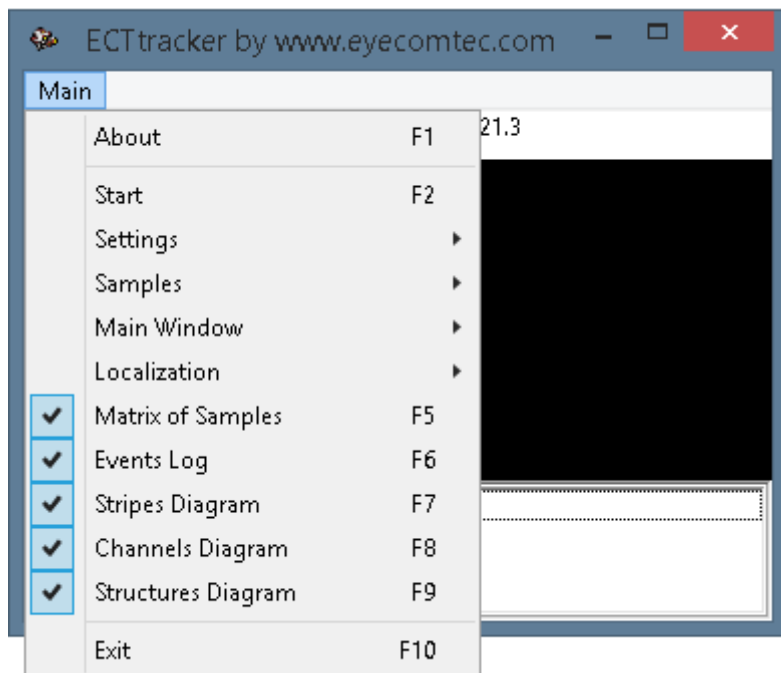 ECTtracker by www.eyecomtec.com
Main
21.3
About F1
Start F2
Settings
Samples
Main Window
Localization
Matrix of Samples F5
Events Log F6
Stripes Diagram F7
Channels Diagram F8
Structures Diagram F9
Exit F10